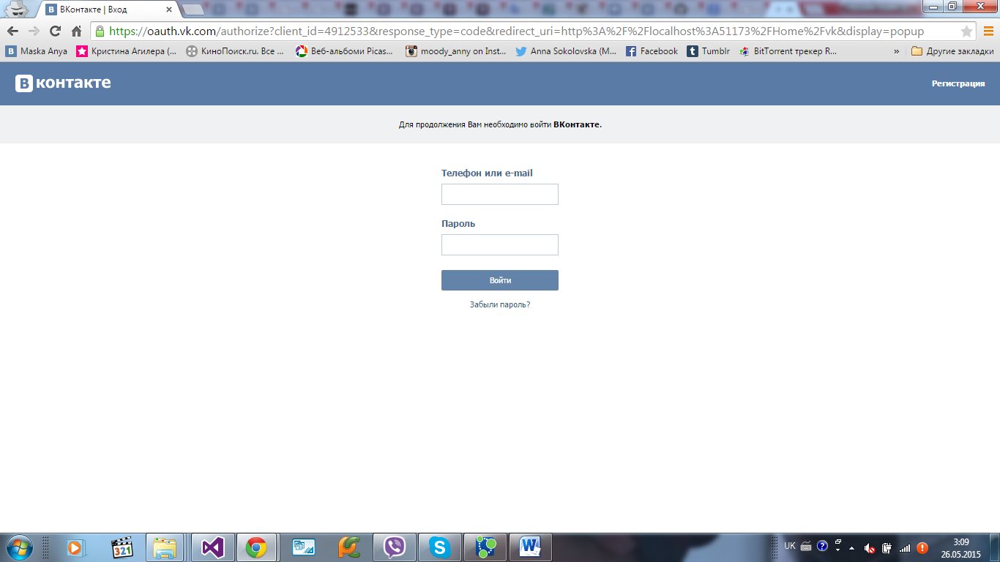 ВКонтакте | Вход
https://oauth.vk.com/authorize?client_id=4912533&response_type=code&redirect_uri=http%3A%2F%2Flocalhost%3A51173%2FHome%2Fvk&display=popup
Maska Anya Кристина Агилера (... КиноПоиск.ru. Все ... Веб-альбоми Picas... moody_anny on Inst... Anna Sokolovska (M... Facebook Tumblr BitTorrent трекер R... » Другие закладки
В контакте Регистрация
Для продолжения Вам необходимо войти ВКонтакте.
Телефон или e-mail
Пароль
Войти
Забыли пароль?
321
UK 3:09
26.05.2015